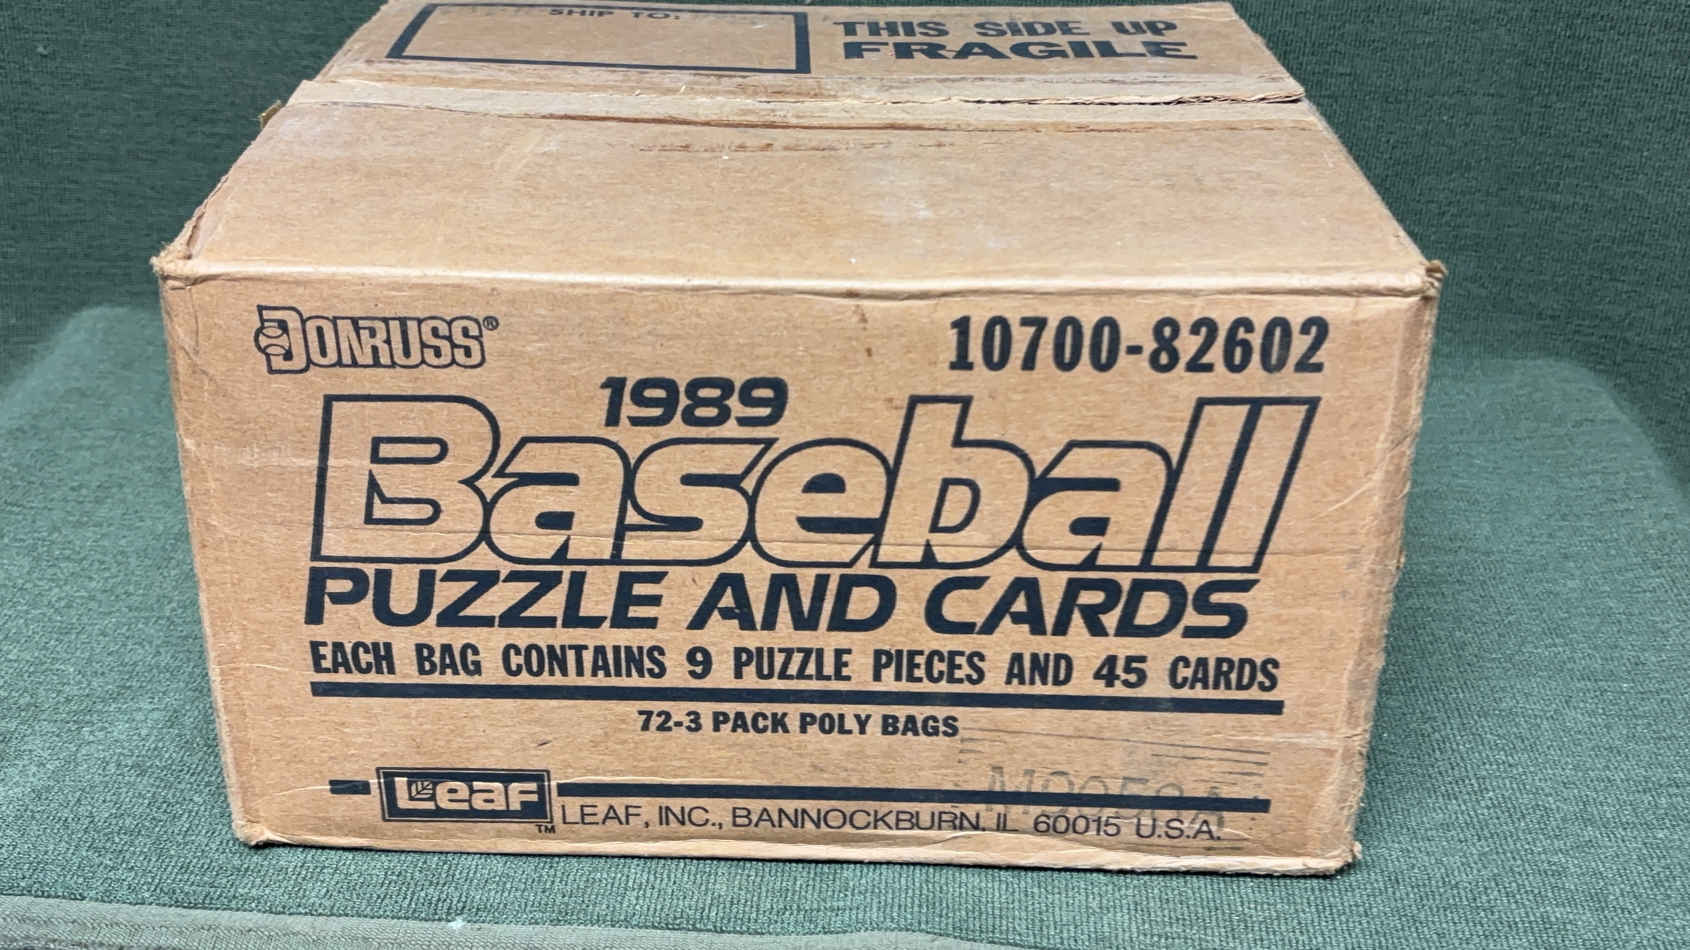 SHIP TO:
THIS SIDE UP
FRAGILE
DONRUSS®
10700-82602
1989
Baseball
PUZZLE AND CARDS
EACH BAG CONTAINS 9 PUZZLE PIECES AND 45 CARDS
72-3 PACK POLY BAGS
Leaf
TM
LEAF, INC., BANNOCKBURN, IL 60015 U.S.A.